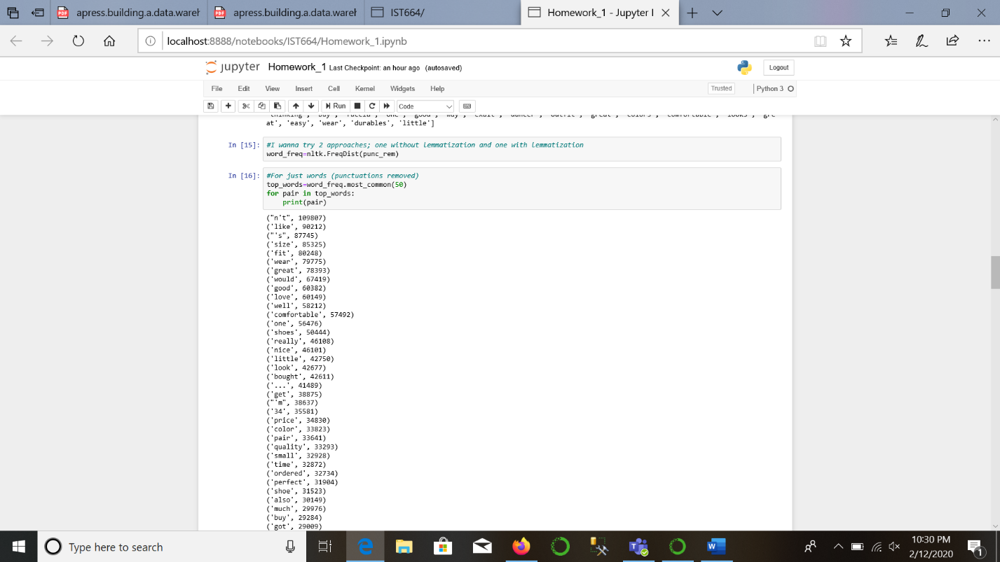 apress.building.a.data.wareh
apress.building.a.data.wareh
IST664/
Homework_1 - Jupyter I
localhost:8888/notebooks/IST664/Homework_1.ipynb
jupyter Homework_1 Last Checkpoint: an hour ago (autosaved)
Logout
File Edit View Insert Cell Kernel Widgets Help
Trusted Python 3
Run Code
at', 'easy', 'wear', 'durables', 'little']
In [15]: #I wanna try 2 approaches; one without Lemmatization and one with lemmatization
word_freq=nltk.FreqDist(punc_rem)
In [16]: #For just words (punctuations removed)
top_words=word_freq.most_common(50)
for pair in top_words:
print(pair)
("n't", 109807)
('like', 90212)
("'s", 87745)
('size', 85325)
('fit', 80248)
('wear', 79775)
('great', 78393)
('would', 67419)
('good', 60382)
('love', 60149)
('well', 58212)
('comfortable', 57492)
('one', 56476)
('shoes', 50444)
('really', 46108)
('nice', 46101)
('little', 42750)
('look', 42677)
('bought', 42611)
('...', 41489)
('get', 38875)
("'m", 38637)
('34', 35581)
('price', 34830)
('color', 33823)
('pair', 33641)
('quality', 33293)
('small', 32928)
('time', 32872)
('ordered', 32734)
('perfect', 31904)
('shoe', 31523)
('also', 30149)
('much', 29976)
('buy', 29284)
('got', 29009)
Type here to search
10:30 PM
2/12/2020
1